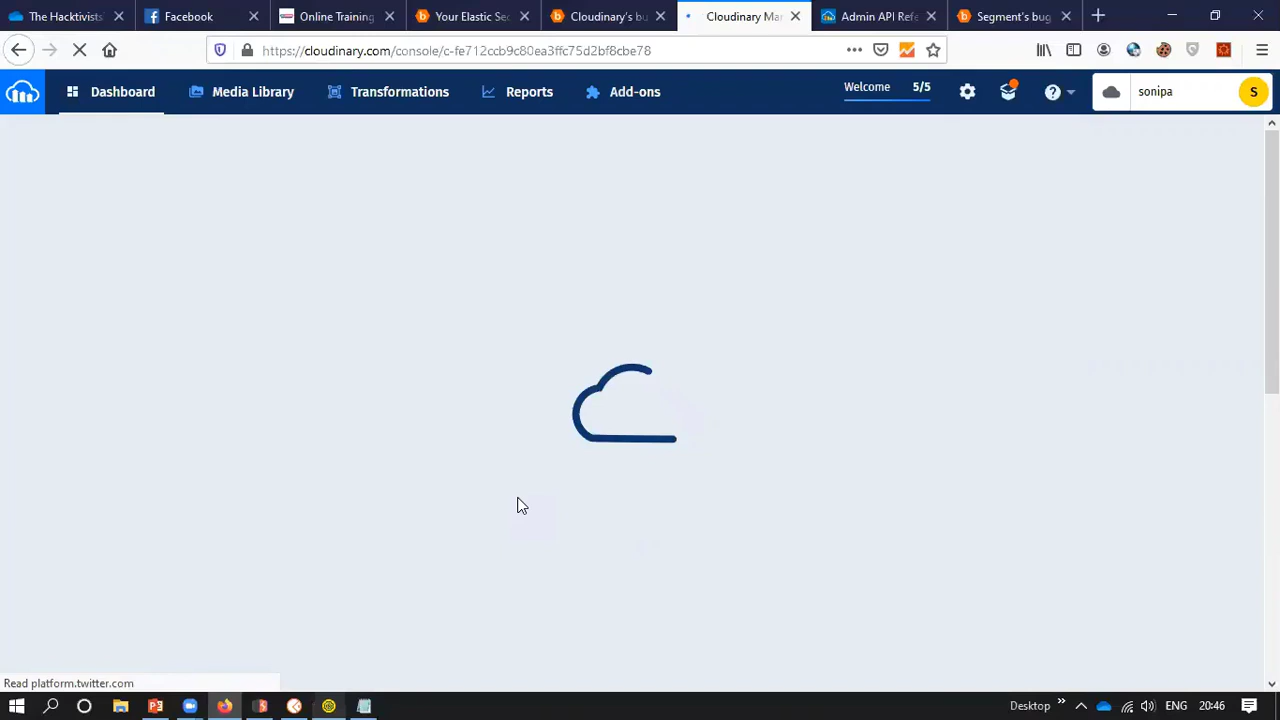 The Hacktivists
Facebook
Online Training
Your Elastic Sec
Cloudinary's bu
Cloudinary Ma
Admin API Refe
Segment's bug
https://cloudinary.com/console/c-fe712ccb9c80ea3ffc75d2bf8cbe78
Dashboard
Media Library
Transformations
Reports
Add-ons
Welcome 5/5
sonipa
S
Read platform.twitter.com
Desktop
ENG
20:46